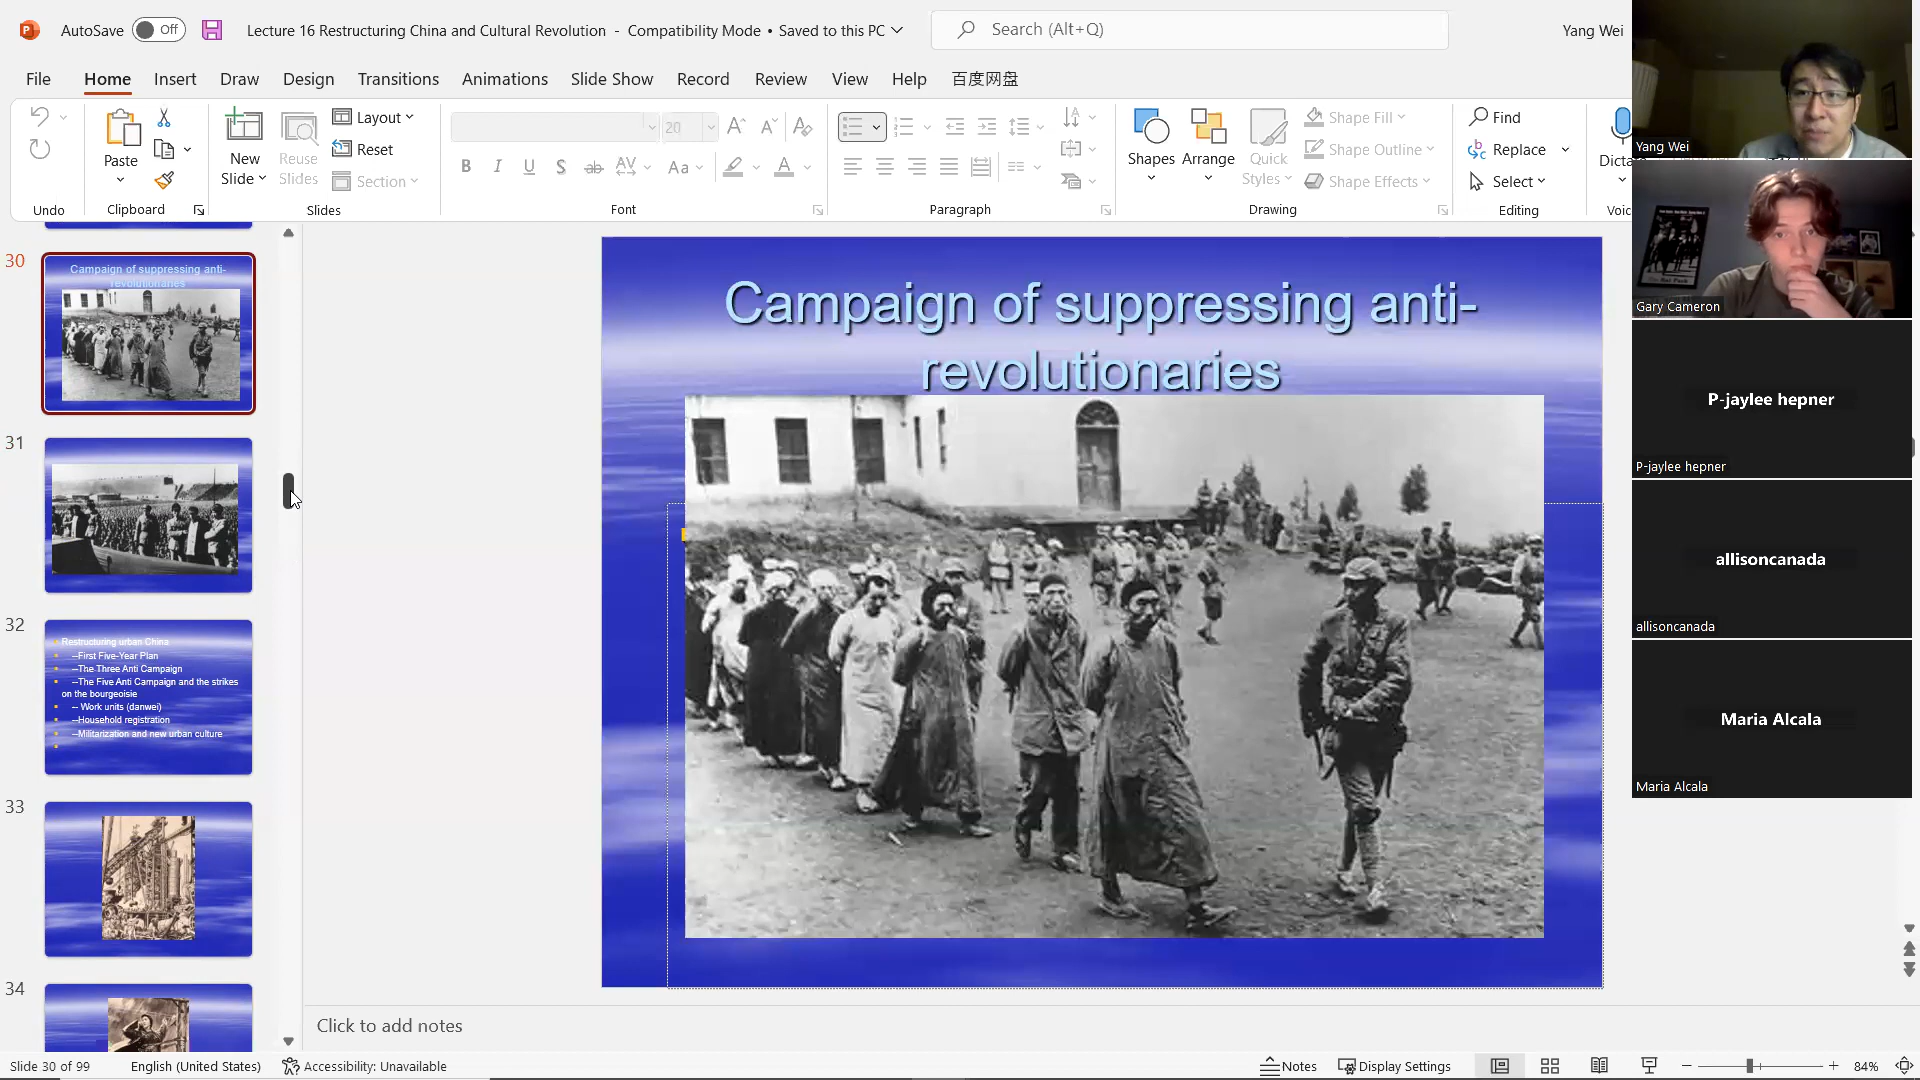 AutoSave Off Lecture 16 Restructuring China and Cultural Revolution - Compatibility Mode • Saved to this PC Search (Alt+Q) Yang Wei
File Home Insert Draw Design Transitions Animations Slide Show Record Review View Help 百度网盘
Undo
Paste
Clipboard
New Slide
Reuse Slides
Layout
Reset
Section
Slides
20
B I U S ab AV Aa A
Font
Paragraph
Shapes
Arrange
Quick Styles
Shape Fill
Shape Outline
Shape Effects
Drawing
Find
Replace
Select
Editing
30
Campaign of suppressing anti-
revolutionaries
31
32
Restructuring urban China
--First Five-Year Plan
--The Three Anti Campaign
--The Five Anti Campaign and the strikes
on the bourgeoisie
-- Work units (danwei)
--Household registration
--Militarization and new urban culture
33
34
Campaign of suppressing anti-
revolutionaries
Click to add notes
Yang Wei
Gary Cameron
P-jaylee hepner
P-jaylee hepner
allisoncanada
allisoncanada
Maria Alcala
Maria Alcala
Slide 30 of 99 English (United States) Accessibility: Unavailable Notes Display Settings 84%